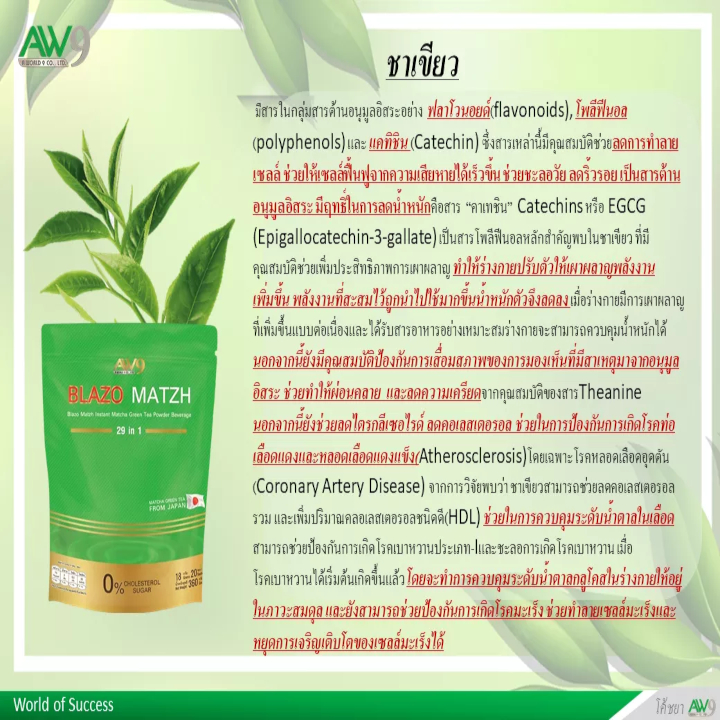 AW9
AWORLD 9 CO., LTD.
ชาเขียว
มีสารในกลุ่มสารต้านอนุมูลอิสระอย่าง ฟลาโวนอยด์(flavonoids), โพลีฟีนอล
(polyphenols) และ แคทิชิน (Catechin) ซึ่งสารเหล่านี้มีคุณสมบัติช่วยลดการทำลาย
เซลล์ ช่วยให้เซลล์ฟื้นฟูจากความเสียหายได้เร็วขึ้น ช่วยชะลอวัย ลดริ้วรอย เป็นสารต้าน
อนุมูลอิสระ มีฤทธิ์ในการลดน้ำหนักคือสาร “คาเทชิน” Catechins หรือ EGCG
(Epigallocatechin-3-gallate) เป็นสารโพลีฟีนอลหลักสำคัญพบในชาเขียว ที่มี
คุณสมบัติช่วยเพิ่มประสิทธิภาพการเผาผลาญ ทำให้ร่างกายปรับตัวให้เผาผลาญพลังงาน
เพิ่มขึ้น พลังงานที่สะสมไว้ถูกนำไปใช้มากขึ้นน้ำหนักตัวจึงลดลง เมื่อร่างกายมีการเผาผลาญ
ที่เพิ่มขึ้นแบบต่อเนื่องและได้รับสารอาหารอย่างเหมาะสมร่างกายจะสามารถควบคุมน้ำหนักได้
นอกจากนี้ยังมีคุณสมบัติป้องกันการเสื่อมสภาพของการมองเห็นที่มีสาเหตุมาจากอนุมูล
อิสระ ช่วยทำให้ผ่อนคลาย และลดความเครียดจากคุณสมบัติของสารTheanine
นอกจากนี้ยังช่วยลดไตรกลีเซอไรด์ ลดคอเลสเตอรอล ช่วยในการป้องกันการเกิดโรคท่อ
เลือดแดงและหลอดเลือดแดงแข็ง(Atherosclerosis) โดยเฉพาะโรคหลอดเลือดอุดตัน
(Coronary Artery Disease) จากการวิจัยพบว่า ชาเขียวสามารถช่วยลดคอเลสเตอรอล
รวม และเพิ่มปริมาณคลอเลสเตอรอลชนิดดี(HDL) ช่วยในการควบคุมระดับน้ำตาลในเลือด
สามารถช่วยป้องกันการเกิดโรคเบาหวานประเภท-Iและชะลอการเกิดโรคเบาหวาน เมื่อ
โรคเบาหวานได้เริ่มต้นเกิดขึ้นแล้ว โดยจะทำการควบคุมระดับน้ำตาลกลูโคสในร่างกายให้อยู่
ในภาวะสมดุล และยังสามารถช่วยป้องกันการเกิดโรคมะเร็ง ช่วยทำลายเซลล์มะเร็งและ
หยุดการเจริญเติบโตของเซลล์มะเร็งได้
AW9
BLAZO MATZH
Blazo Matzh Instant Matcha Green Tea Powder Beverage
29 in 1
MATCHA GREEN TEA
FROM JAPAN
0% CHOLESTEROL
SUGAR
World of Success
โค้ชยา AW9